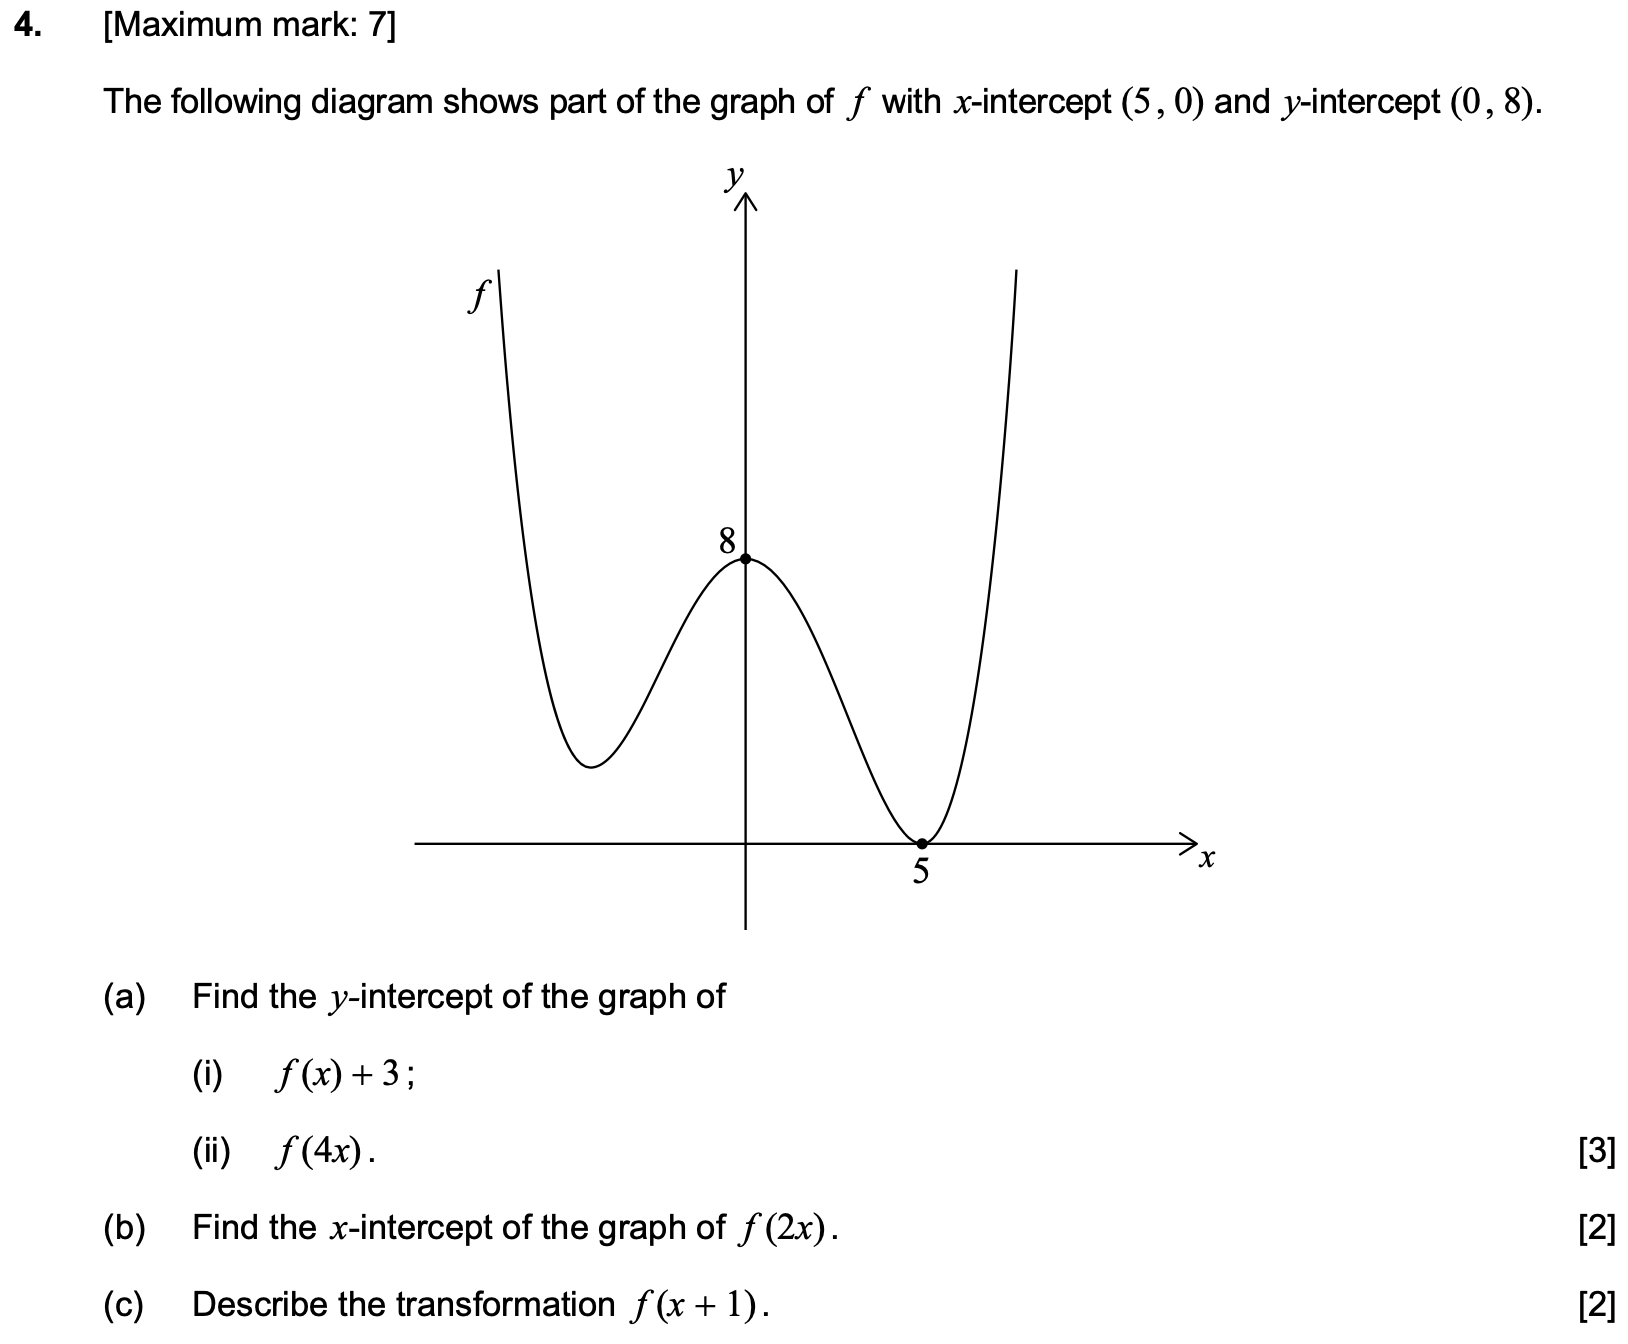 4. [Maximum mark: 7]
The following diagram shows part of the graph of f with x-intercept (5, 0) and y-intercept (0, 8).
y
f
8
5
x
(a) Find the y-intercept of the graph of
(i) f(x) + 3;
(ii) f(4x). [3]
(b) Find the x-intercept of the graph of f(2x). [2]
(c) Describe the transformation f(x + 1). [2]